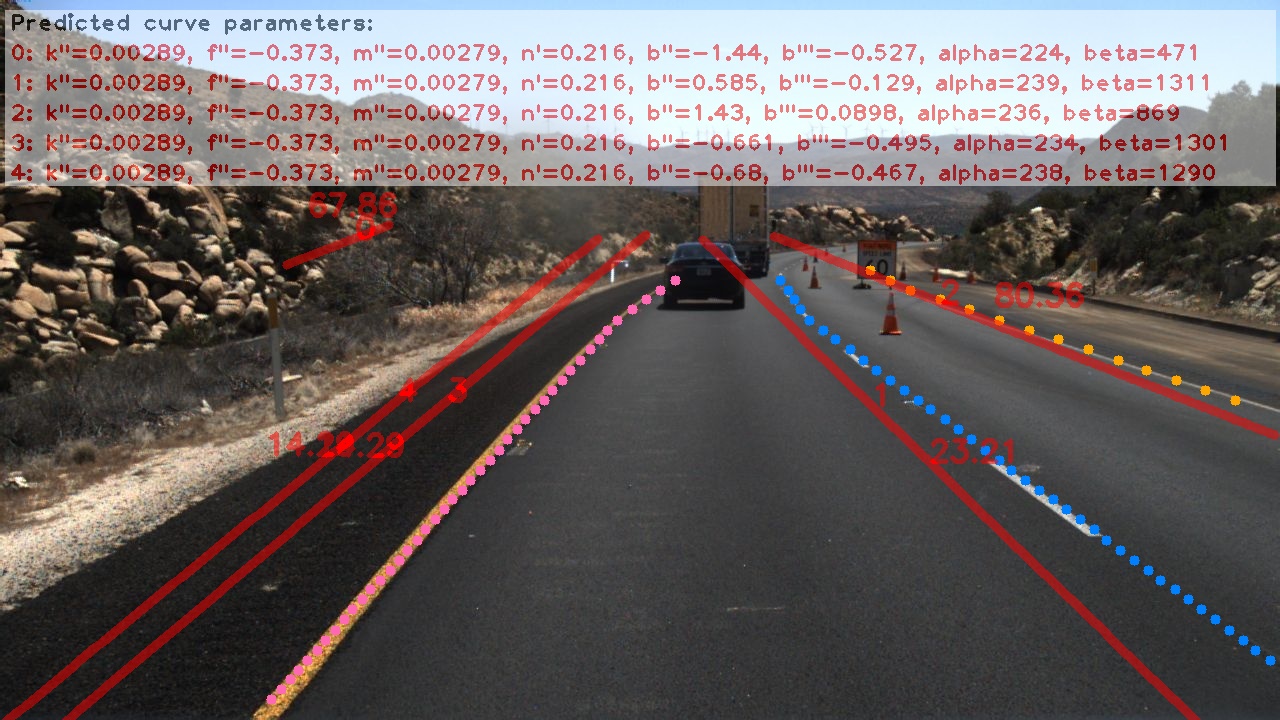 Predicted curve parameters:
0: k''=0.00289, f''=-0.373, m''=0.00279, n'=0.216, b''=-1.44, b'''=-0.527, alpha=224, beta=471
1: k''=0.00289, f''=-0.373, m''=0.00279, n'=0.216, b''=0.585, b'''=-0.129, alpha=239, beta=1311
2: k''=0.00289, f''=-0.373, m''=0.00279, n'=0.216, b''=1.43, b'''=0.0898, alpha=236, beta=869
3: k''=0.00289, f''=-0.373, m''=0.00279, n'=0.216, b''=-0.661, b'''=-0.495, alpha=234, beta=1301
4: k''=0.00289, f''=-0.373, m''=0.00279, n'=0.216, b''=-0.68, b'''=-0.467, alpha=238, beta=1290
67.86
0
SPEED LIMIT
60
2 80.36
4 3
1
23.21